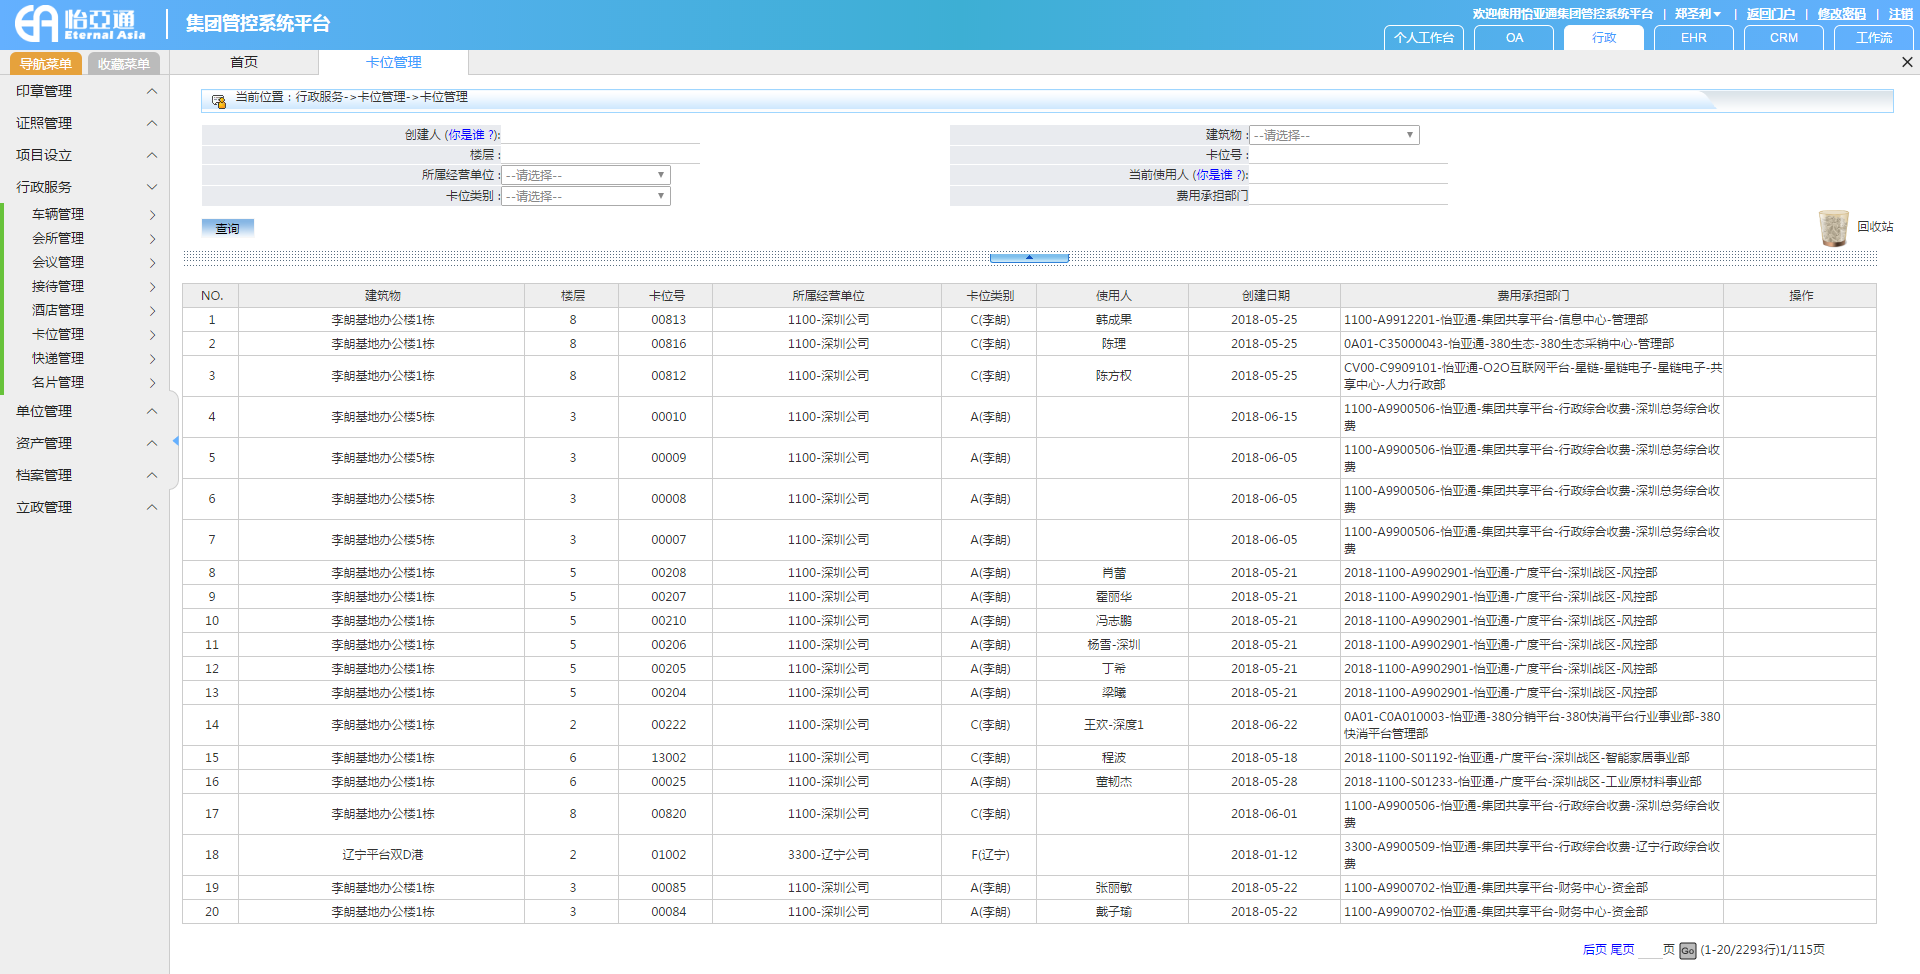 怡亞通 Eternal Asia 集团管控系统平台
欢迎使用怡亚通集团管控系统平台 | 郑圣利 | 返回门户 | 修改密码 | 注销
个人工作台 OA 行政 EHR CRM 工作流
导航菜单 收藏菜单 首页 卡位管理
印章管理
证照管理
项目设立
行政服务
车辆管理
会所管理
会议管理
接待管理
酒店管理
卡位管理
快递管理
名片管理
单位管理
资产管理
档案管理
立政管理
当前位置：行政服务->卡位管理->卡位管理
创建人 (你是谁 ?): 建筑物 : --请选择--
楼层 : 卡位号 :
所属经营单位 : --请选择-- 当前使用人 (你是谁 ?):
卡位类别 : --请选择-- 费用承担部门
查询 回收站
NO. 建筑物 楼层 卡位号 所属经营单位 卡位类别 使用人 创建日期 费用承担部门 操作
1 李朗基地办公楼1栋 8 00813 1100-深圳公司 C(李朗) 韩成果 2018-05-25 1100-A9912201-怡亚通-集团共享平台-信息中心-管理部
2 李朗基地办公楼1栋 8 00816 1100-深圳公司 C(李朗) 陈理 2018-05-25 0A01-C35000043-怡亚通-380生态-380生态采销中心-管理部
3 李朗基地办公楼1栋 8 00812 1100-深圳公司 C(李朗) 陈方权 2018-05-25 CV00-C9909101-怡亚通-O2O互联网平台-星链-星链电子-星链电子-共
享中心-人力行政部
4 李朗基地办公楼5栋 3 00010 1100-深圳公司 A(李朗) 2018-06-15 1100-A9900506-怡亚通-集团共享平台-行政综合收费-深圳总务综合收
费
5 李朗基地办公楼5栋 3 00009 1100-深圳公司 A(李朗) 2018-06-05 1100-A9900506-怡亚通-集团共享平台-行政综合收费-深圳总务综合收
费
6 李朗基地办公楼5栋 3 00008 1100-深圳公司 A(李朗) 2018-06-05 1100-A9900506-怡亚通-集团共享平台-行政综合收费-深圳总务综合收
费
7 李朗基地办公楼5栋 3 00007 1100-深圳公司 A(李朗) 2018-06-05 1100-A9900506-怡亚通-集团共享平台-行政综合收费-深圳总务综合收
费
8 李朗基地办公楼1栋 5 00208 1100-深圳公司 A(李朗) 肖蕾 2018-05-21 2018-1100-A9902901-怡亚通-广度平台-深圳战区-风控部
9 李朗基地办公楼1栋 5 00207 1100-深圳公司 A(李朗) 霍丽华 2018-05-21 2018-1100-A9902901-怡亚通-广度平台-深圳战区-风控部
10 李朗基地办公楼1栋 5 00210 1100-深圳公司 A(李朗) 冯志鹏 2018-05-21 2018-1100-A9902901-怡亚通-广度平台-深圳战区-风控部
11 李朗基地办公楼1栋 5 00206 1100-深圳公司 A(李朗) 杨雪-深圳 2018-05-21 2018-1100-A9902901-怡亚通-广度平台-深圳战区-风控部
12 李朗基地办公楼1栋 5 00205 1100-深圳公司 A(李朗) 丁希 2018-05-21 2018-1100-A9902901-怡亚通-广度平台-深圳战区-风控部
13 李朗基地办公楼1栋 5 00204 1100-深圳公司 A(李朗) 梁曦 2018-05-21 2018-1100-A9902901-怡亚通-广度平台-深圳战区-风控部
14 李朗基地办公楼1栋 2 00222 1100-深圳公司 C(李朗) 王欢-深度1 2018-06-22 0A01-C0A010003-怡亚通-380分销平台-380快消平台行业事业部-380
快消平台管理部
15 李朗基地办公楼1栋 6 13002 1100-深圳公司 C(李朗) 程波 2018-05-18 2018-1100-S01192-怡亚通-广度平台-深圳战区-智能家居事业部
16 李朗基地办公楼1栋 6 00025 1100-深圳公司 A(李朗) 董韧杰 2018-05-28 2018-1100-S01233-怡亚通-广度平台-深圳战区-工业原材料事业部
17 李朗基地办公楼1栋 8 00820 1100-深圳公司 C(李朗) 2018-06-01 1100-A9900506-怡亚通-集团共享平台-行政综合收费-深圳总务综合收
费
18 辽宁平台双D港 2 01002 3300-辽宁公司 F(辽宁) 2018-01-12 3300-A9900509-怡亚通-集团共享平台-行政综合收费-辽宁行政综合收
费
19 李朗基地办公楼1栋 3 00085 1100-深圳公司 A(李朗) 张丽敏 2018-05-22 1100-A9900702-怡亚通-集团共享平台-财务中心-资金部
20 李朗基地办公楼1栋 3 00084 1100-深圳公司 A(李朗) 戴子瑜 2018-05-22 1100-A9900702-怡亚通-集团共享平台-财务中心-资金部
后页 尾页 页 Go (1-20/2293行)1/115页